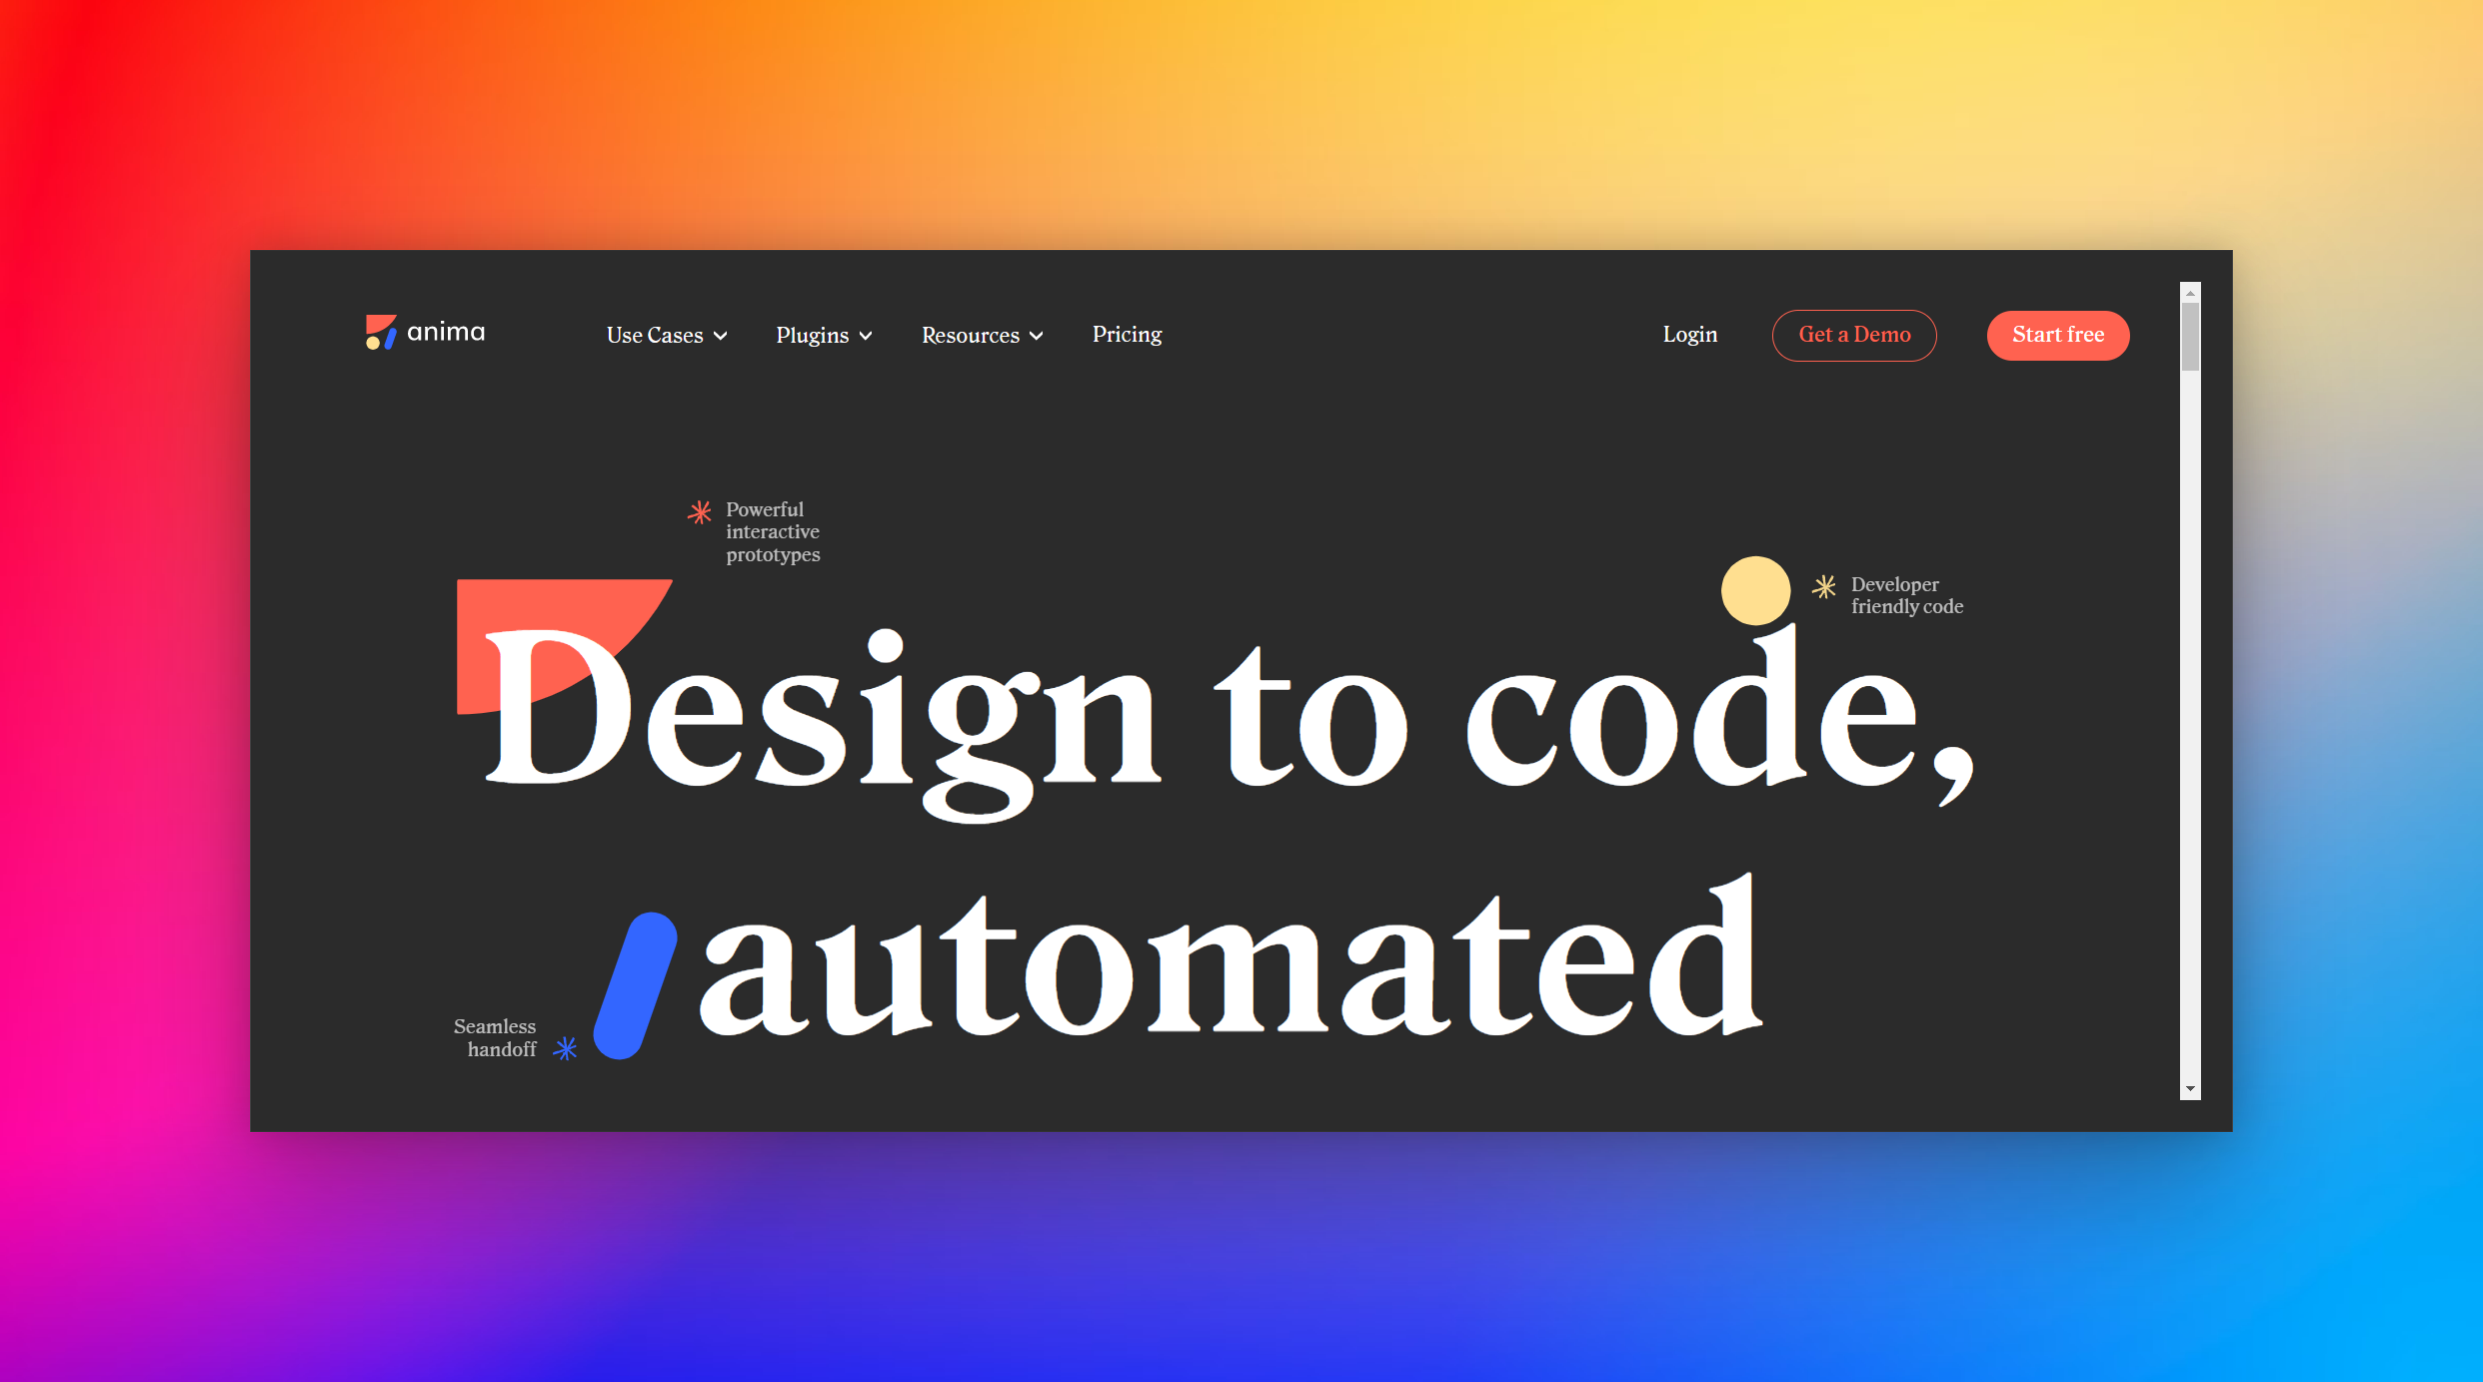 anima
Use Cases
Plugins
Resources
Pricing
Login
Get a Demo
Start free
Powerful
interactive
prototypes
Developer
friendly code
Design to code,
automated
Seamless
handoff